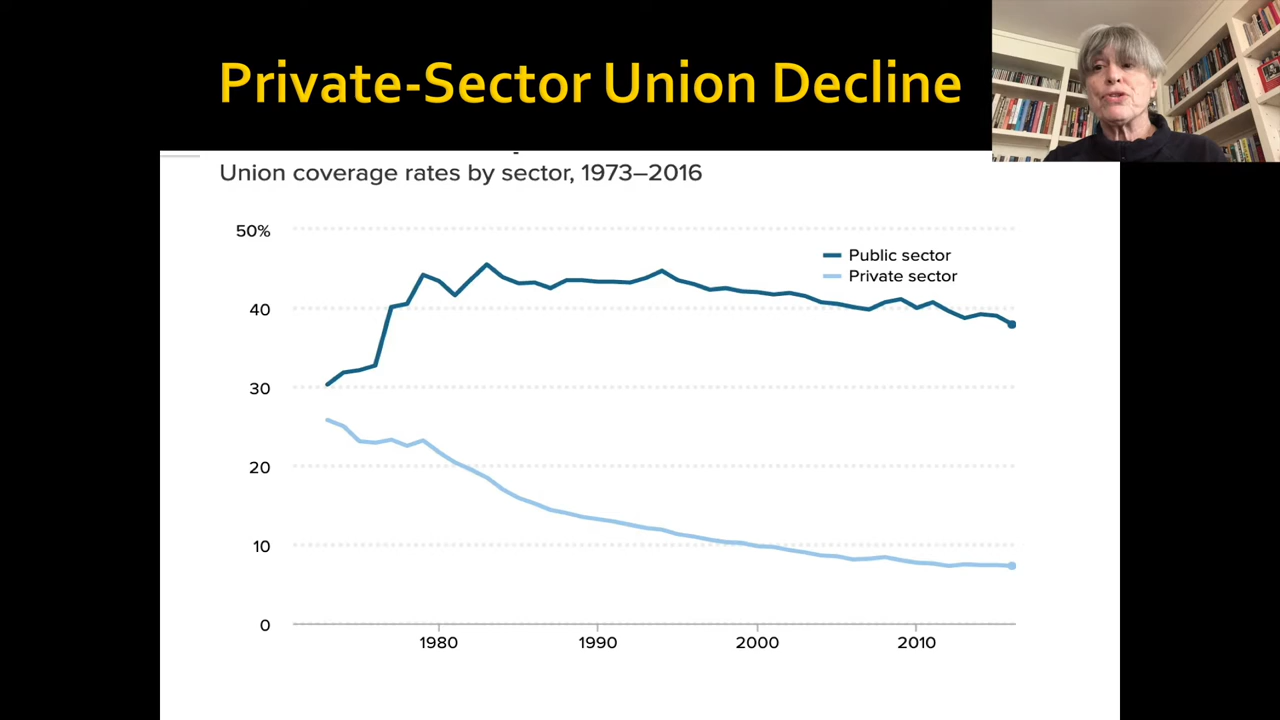 Private-Sector Union Decline
Union coverage rates by sector, 1973–2016
50%
Public sector
Private sector
40
30
20
10
0
1980 1990 2000 2010